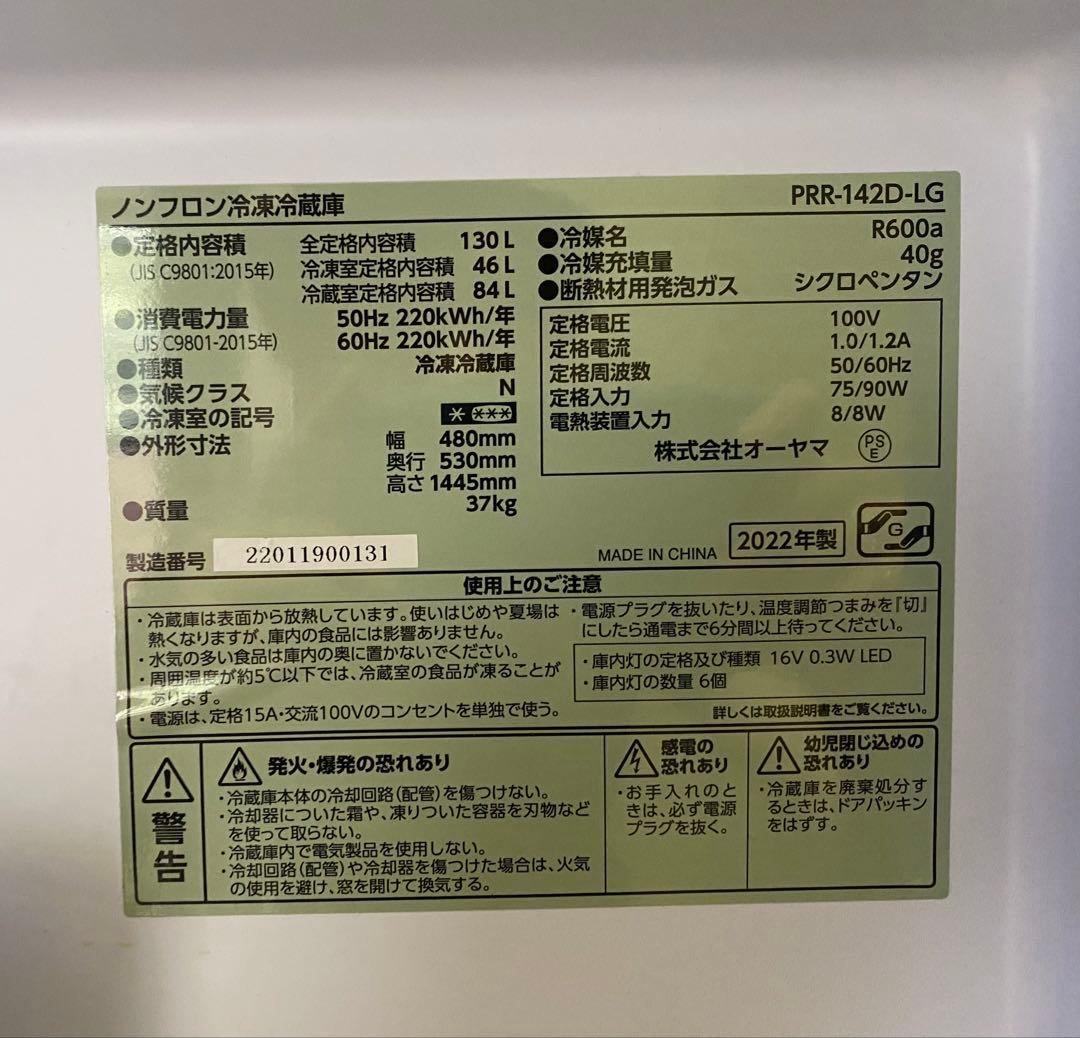 ノンフロン冷凍冷蔵庫 PRR-142D-LG
●定格内容積 全定格内容積 130 L
(JIS C9801:2015年) 冷凍室定格内容積 46 L
冷蔵室定格内容積 84 L
●消費電力量 50Hz 220kWh/年
(JIS C9801-2015年) 60Hz 220kWh/年
●種類 冷凍冷蔵庫
●気候クラス N
●冷凍室の記号 * ***
●外形寸法 幅 480mm
奥行 530mm
高さ 1445mm
●質量 37kg
●冷媒名 R600a
●冷媒充填量 40g
●断熱材用発泡ガス シクロペンタン
定格電圧 100V
定格電流 1.0/1.2A
定格周波数 50/60Hz
定格入力 75/90W
電熱装置入力 8/8W
株式会社オーヤマ PSE
製造番号 22011900131
MADE IN CHINA 2022年製 G
使用上のご注意
・冷蔵庫は表面から放熱しています。使いはじめや夏場は
熱くなりますが、庫内の食品には影響ありません。
・水気の多い食品は庫内の奥に置かないでください。
・周囲温度が約5℃以下では、冷蔵室の食品が凍ることが
あります。
・電源は、定格15A・交流100Vのコンセントを単独で使う。
・電源プラグを抜いたり、温度調節つまみを『切』
にしたら通電まで6分間以上待ってください。
・庫内灯の定格及び種類 16V 0.3W LED
・庫内灯の数量 6個
詳しくは取扱説明書をご覧ください。
警告
発火・爆発の恐れあり
・冷蔵庫本体の冷却回路(配管)を傷つけない。
・冷却器についた霜や、凍りついた容器を刃物など
を使って取らない。
・冷蔵庫内で電気製品を使用しない。
・冷却回路(配管)や冷却器を傷つけた場合は、火気
の使用を避け、窓を開けて換気する。
感電の
恐れあり
・お手入れのと
きは、必ず電源
プラグを抜く。
幼児閉じ込めの
恐れあり
・冷蔵庫を廃棄処分す
るときは、ドアパッキン
をはずす。